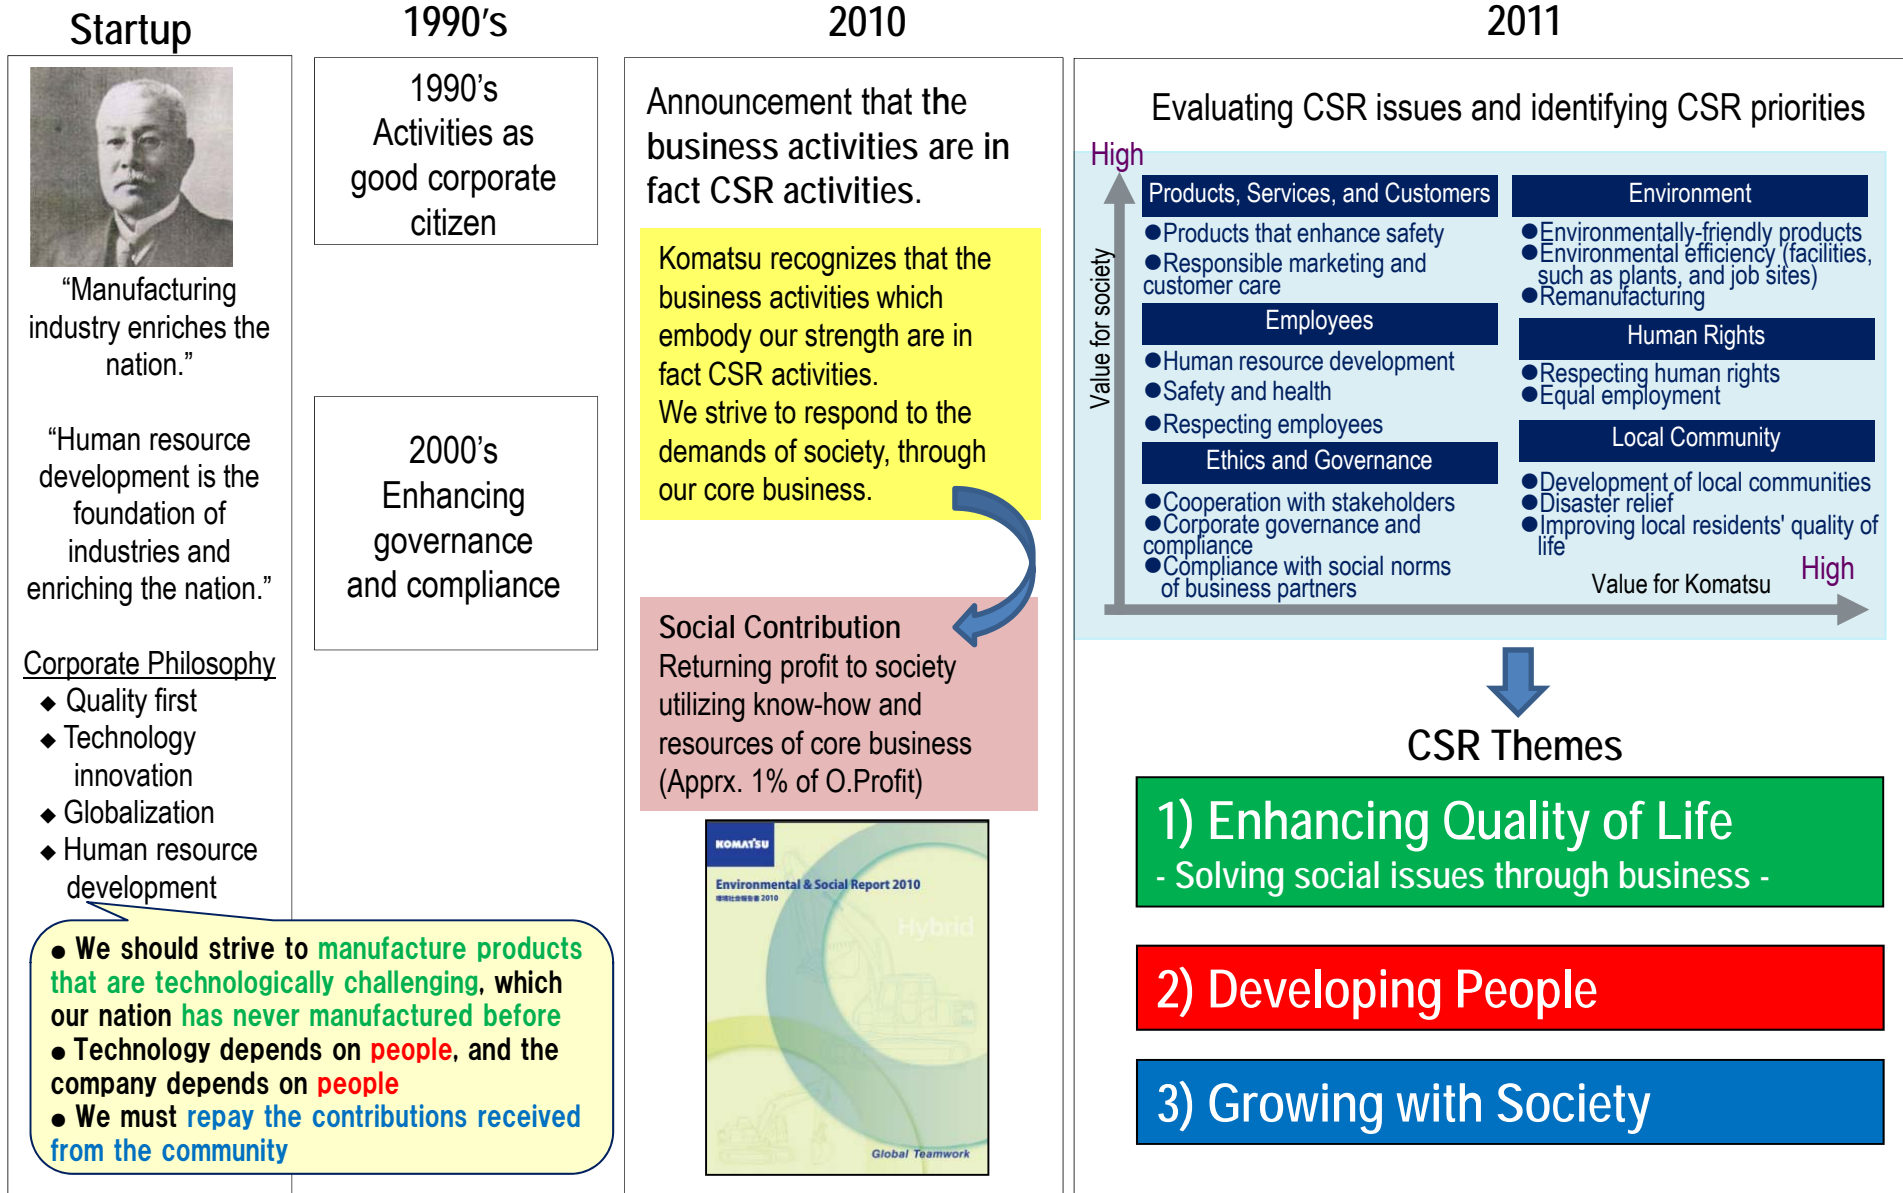 Startup
“Manufacturing
industry enriches the
nation.”
“Human resource
development is the
foundation of
industries and
enriching the nation.”
Corporate Philosophy
◆ Quality first
◆ Technology
innovation
◆ Globalization
◆ Human resource
development
● We should strive to manufacture products
that are technologically challenging, which
our nation has never manufactured before
● Technology depends on people, and the
company depends on people
● We must repay the contributions received
from the community
1990’s
1990’s
Activities as
good corporate
citizen
2000’s
Enhancing
governance
and compliance
2010
Announcement that the
business activities are in
fact CSR activities.
Komatsu recognizes that the
business activities which
embody our strength are in
fact CSR activities.
We strive to respond to the
demands of society, through
our core business.
Social Contribution
Returning profit to society
utilizing know-how and
resources of core business
(Apprx. 1% of O.Profit)
KOMATSU
Environmental & Social Report 2010
環境社会報告書 2010
Hybrid
Global Teamwork
2011
Evaluating CSR issues and identifying CSR priorities
High
Value for society
Products, Services, and Customers
●Products that enhance safety
●Responsible marketing and
customer care
Employees
●Human resource development
●Safety and health
●Respecting employees
Ethics and Governance
●Cooperation with stakeholders
●Corporate governance and
compliance
●Compliance with social norms
of business partners
Environment
●Environmentally-friendly products
●Environmental efficiency (facilities,
such as plants, and job sites)
●Remanufacturing
Human Rights
●Respecting human rights
●Equal employment
Local Community
●Development of local communities
●Disaster relief
●Improving local residents' quality of
life
Value for Komatsu
High
CSR Themes
1) Enhancing Quality of Life
- Solving social issues through business -
2) Developing People
3) Growing with Society